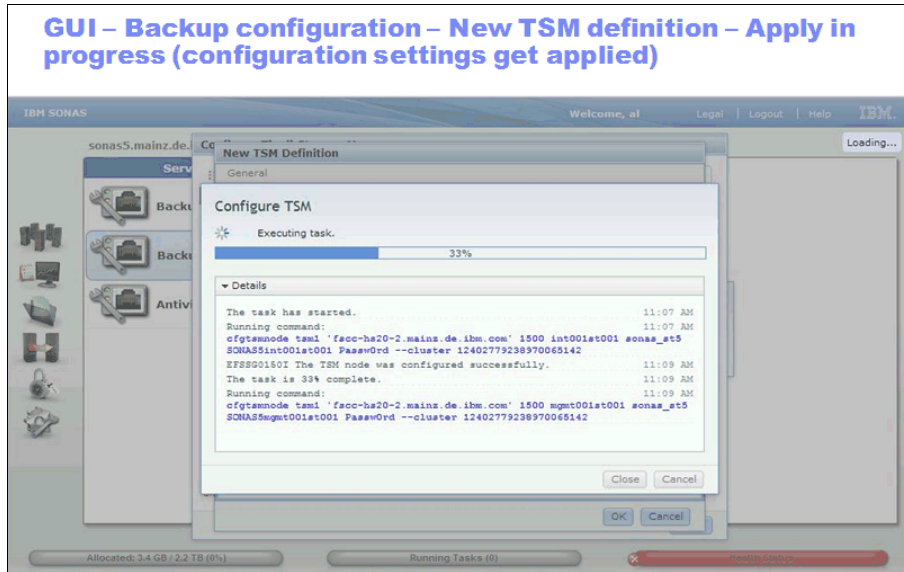 GUI – Backup configuration – New TSM definition – Apply in
progress (configuration settings get applied)
IBM SONAS
Welcome, af
Legal | Logout | Help
IBM.
Loading...
sonas5.mainz.de.i
New TSM Definition
Serv
General
Configure TSM
Backu
Executing task.
33%
Backu
Details
Antivi
The task has started. 11:07 AM
Running command: 11:07 AM
cfgtsmnode tsm1 'fscc-hs20-2.mainz.de.ibm.com' 1500 int001st001 sonas_st5
SONAS5int001st001 Passw0rd --cluster 12402779238970065142
EFSSG0150I The TSM node was configured successfully. 11:09 AM
The task is 33% complete. 11:09 AM
Running command: 11:09 AM
cfgtsmnode tsm1 'fscc-hs20-2.mainz.de.ibm.com' 1500 mgmt001st001 sonas_st5
SONAS5mgmt001st001 Passw0rd --cluster 12402779238970065142
Close Cancel
OK Cancel
Allocated: 3.4 GB / 2.2 TB (0%)
Running Tasks (0)
Health Status